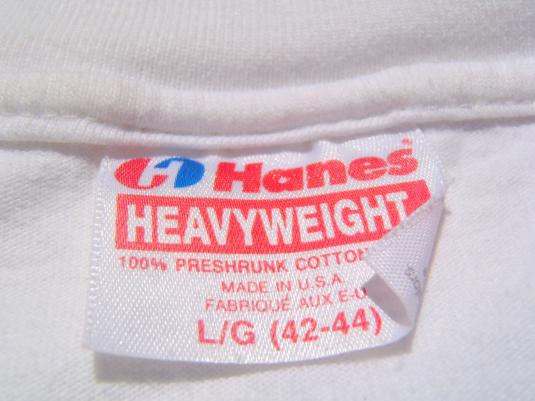 Hanes
HEAVYWEIGHT
100% PRESHRUNK COTTON
MADE IN U.S.A
FABRIQUÉ AUX E-U
L/G (42-44)